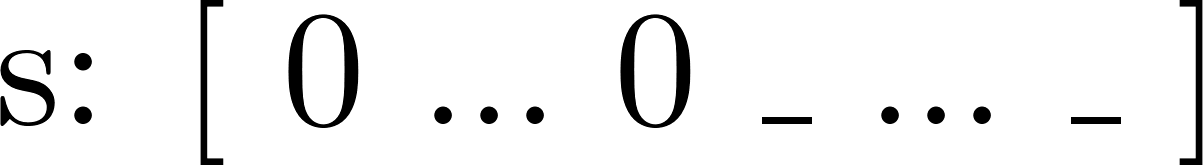 s: [ 0 ... 0 _ ... _ ]